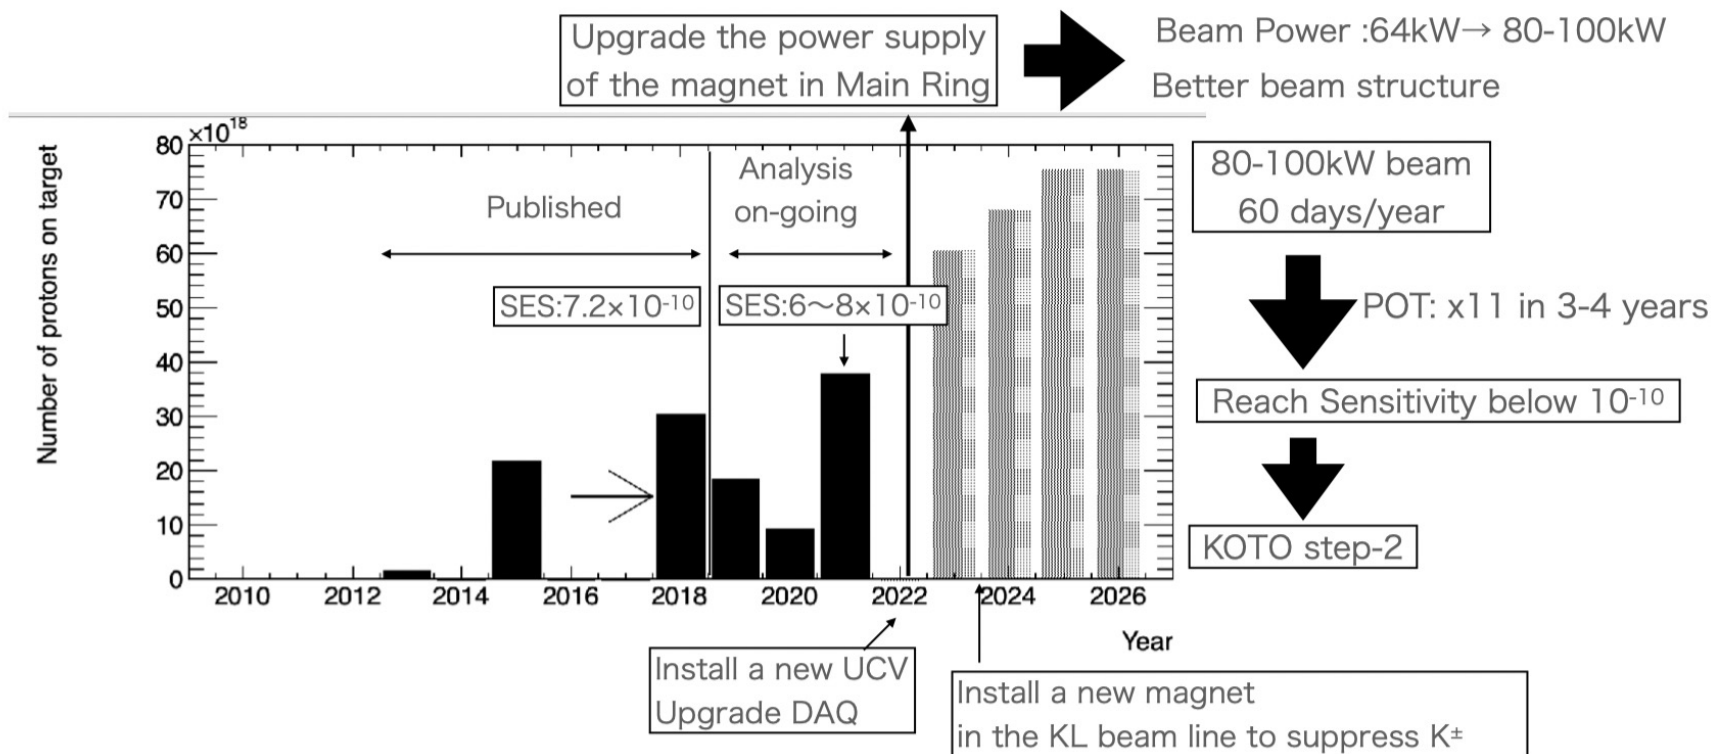 Upgrade the power supply
of the magnet in Main Ring
Beam Power :64kW→ 80-100kW
Better beam structure
×10¹⁸
Number of protons on target
80
70
60
50
40
30
20
10
0
Published
Analysis
on-going
SES:7.2×10⁻¹⁰
SES:6～8×10⁻¹⁰
2010 2012 2014 2016 2018 2020 2022 2024 2026
Year
80-100kW beam
60 days/year
POT: x11 in 3-4 years
Reach Sensitivity below 10⁻¹⁰
KOTO step-2
Install a new UCV
Upgrade DAQ
Install a new magnet
in the KL beam line to suppress K±